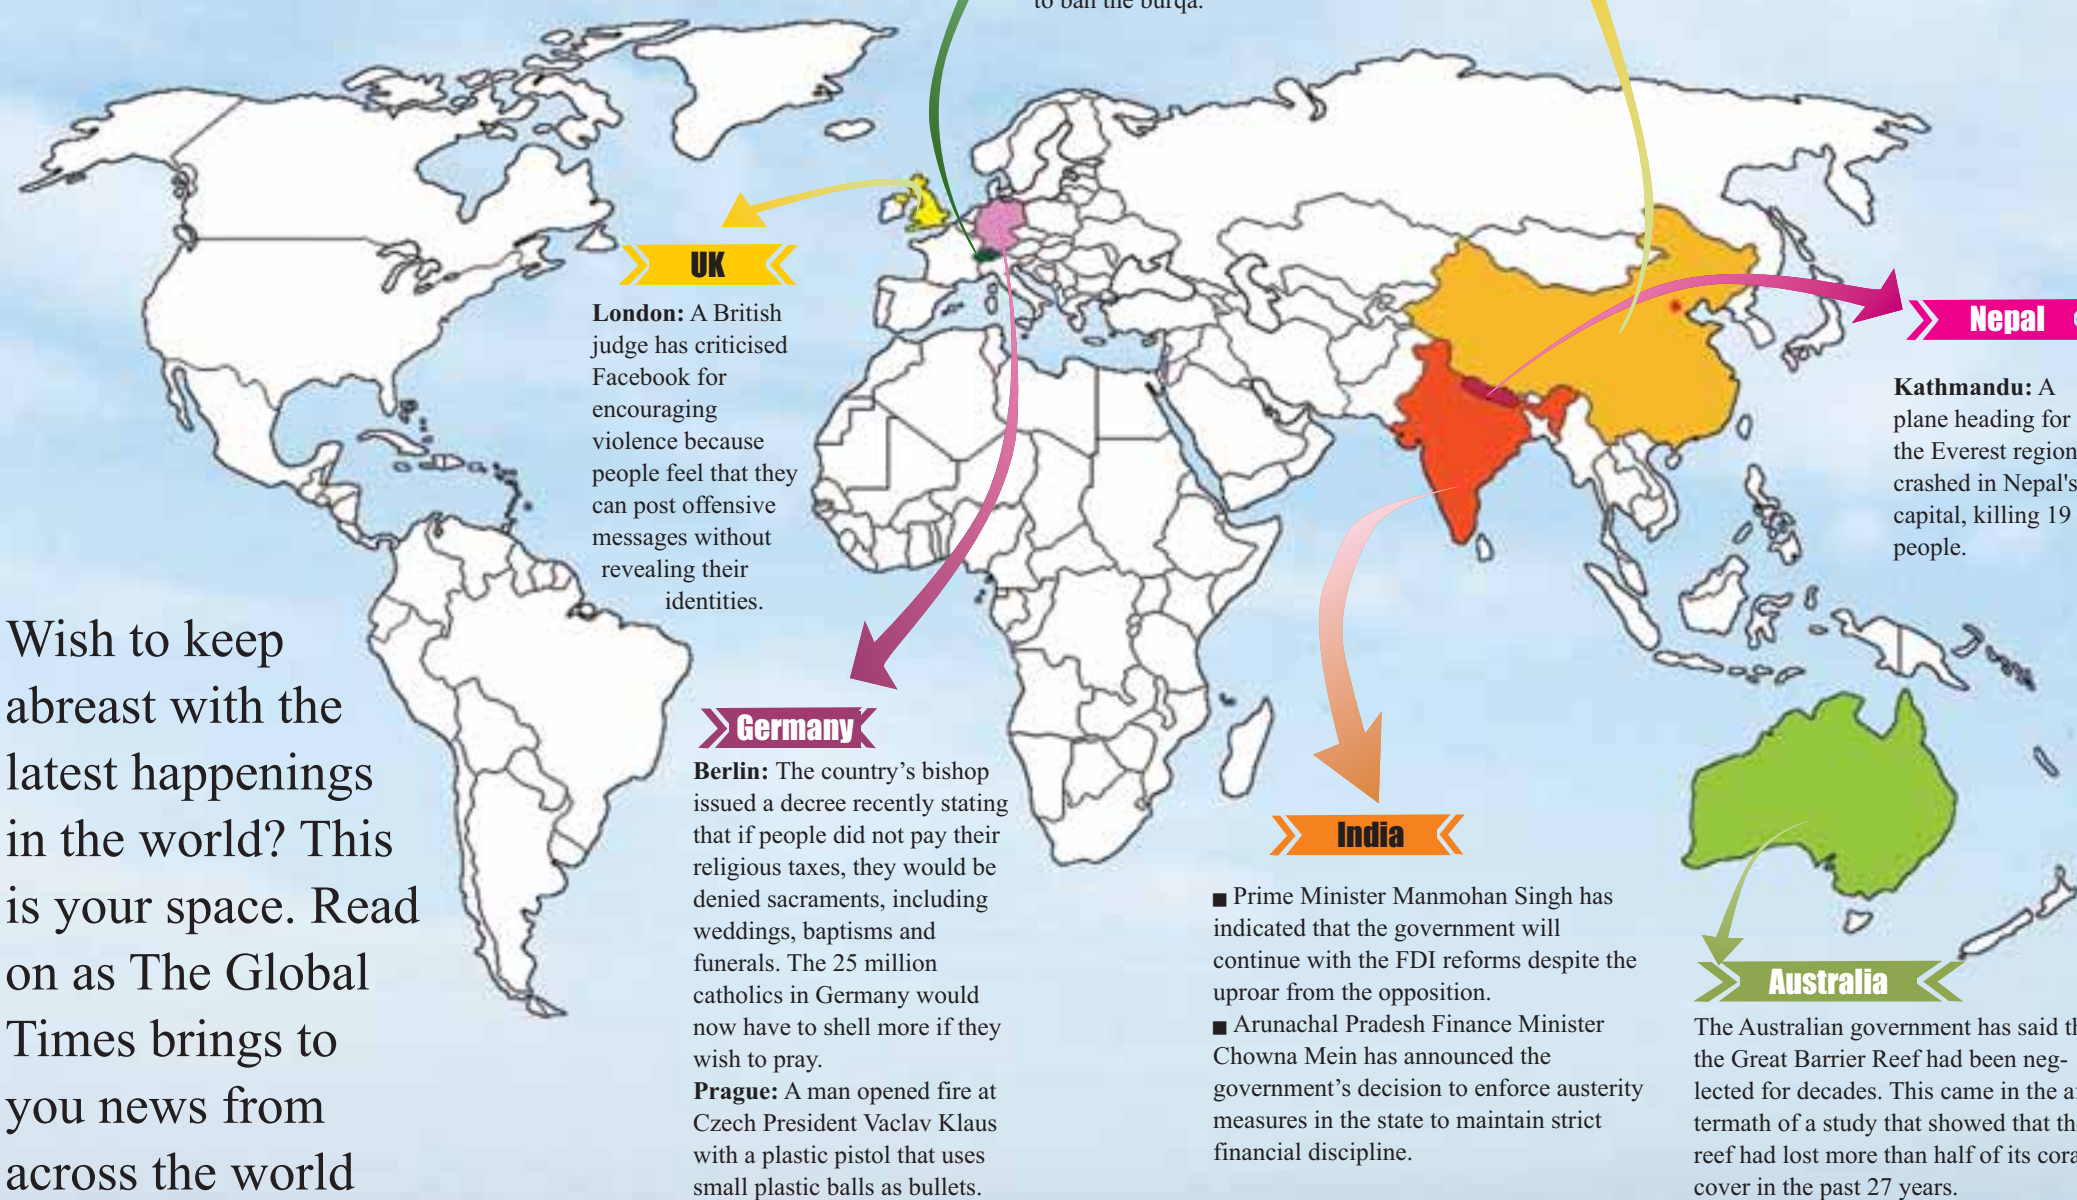 to ban the burqa.
UK
London: A British
judge has criticised
Facebook for
encouraging
violence because
people feel that they
can post offensive
messages without
revealing their
identities.
Nepal
Kathmandu: A
plane heading for
the Everest region
crashed in Nepal's
capital, killing 19
people.
Wish to keep
abreast with the
latest happenings
in the world? This
is your space. Read
on as The Global
Times brings to
you news from
across the world
Germany
Berlin: The country’s bishop
issued a decree recently stating
that if people did not pay their
religious taxes, they would be
denied sacraments, including
weddings, baptisms and
funerals. The 25 million
catholics in Germany would
now have to shell more if they
wish to pray.
Prague: A man opened fire at
Czech President Vaclav Klaus
with a plastic pistol that uses
small plastic balls as bullets.
India
■ Prime Minister Manmohan Singh has
indicated that the government will
continue with the FDI reforms despite the
uproar from the opposition.
■ Arunachal Pradesh Finance Minister
Chowna Mein has announced the
government’s decision to enforce austerity
measures in the state to maintain strict
financial discipline.
Australia
The Australian government has said
the Great Barrier Reef had been neg-
lected for decades. This came in the
termath of a study that showed that
reef had lost more than half of its
cover in the past 27 years.